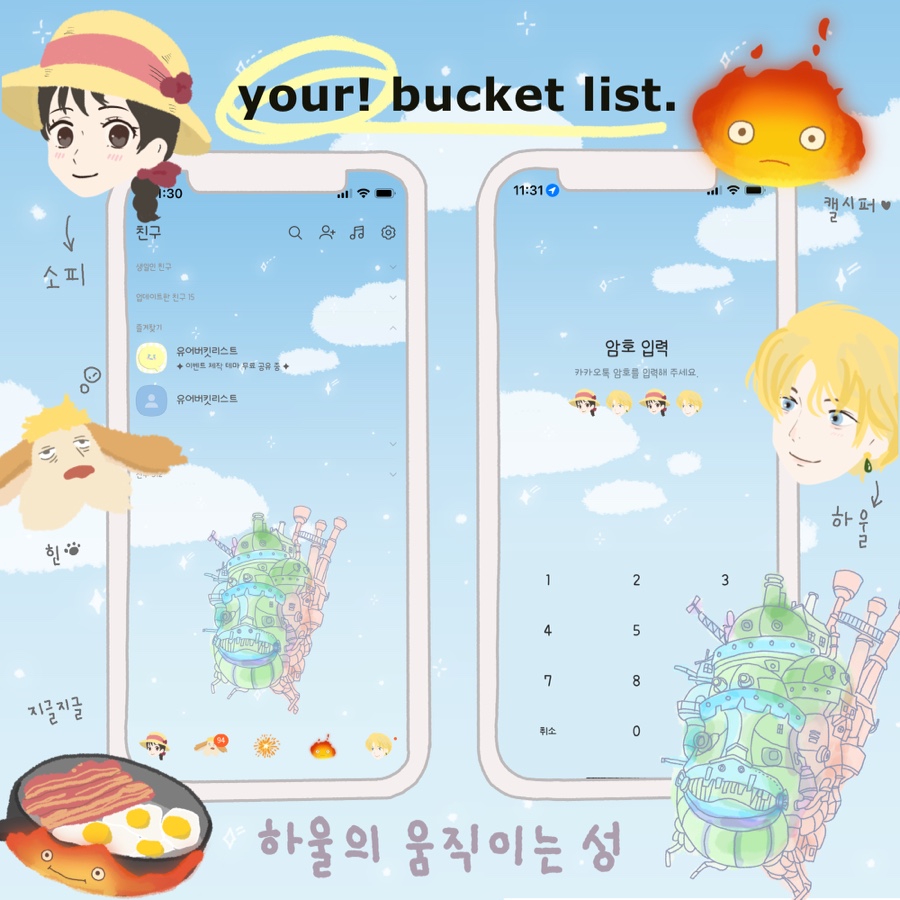 your! bucket list.
:30
친구
생일인 친구
업데이트한 친구 15
즐겨찾기
유어버킷리스트
✦ 이벤트 제작 테마 무료 공유 중 ✦
유어버킷리스트
94
11:31
암호 입력
카카오톡 암호를 입력해 주세요.
1 2 3
4 5
7 8
취소 0
소피
캘시퍼 ♥
힌
하울
지글지글
하울의 움직이는 성